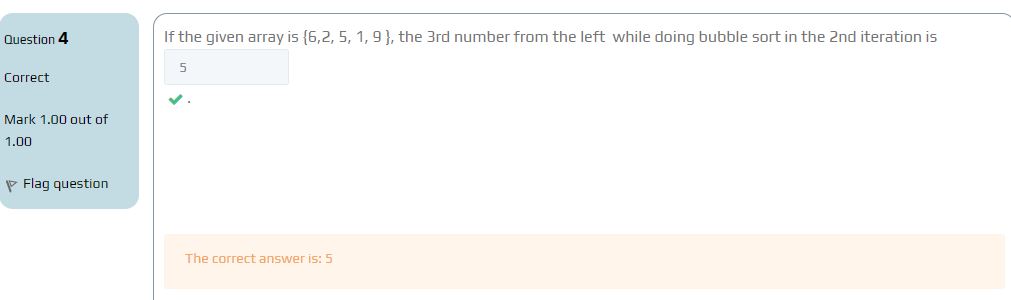 Question 4
Correct
Mark 1.00 out of
1.00
Flag question
If the given array is {6,2, 5, 1, 9 }, the 3rd number from the left  while doing bubble sort in the 2nd iteration is
5
.
The correct answer is: 5